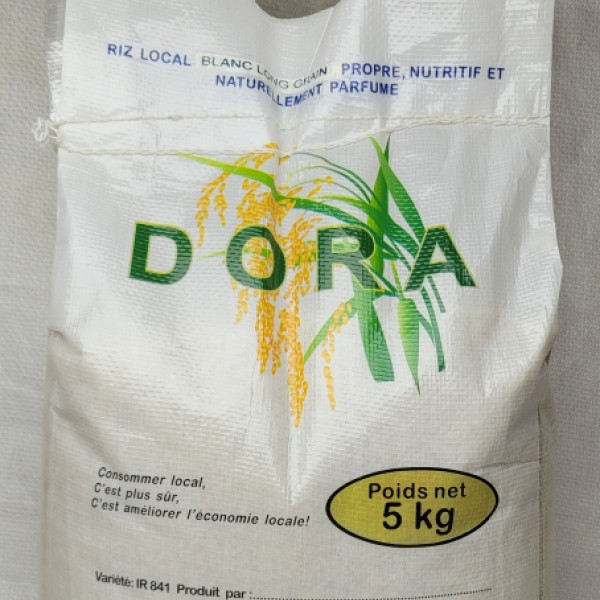 RIZ LOCAL BLANC LONG GRAIN PROPRE, NUTRITIF ET
NATURELLEMENT PARFUME
DORA
Consommer local,
C'est plus sûr,
C'est améliorer l'économie locale!
Poids net
5 kg
Variété: IR 841 Produit par :